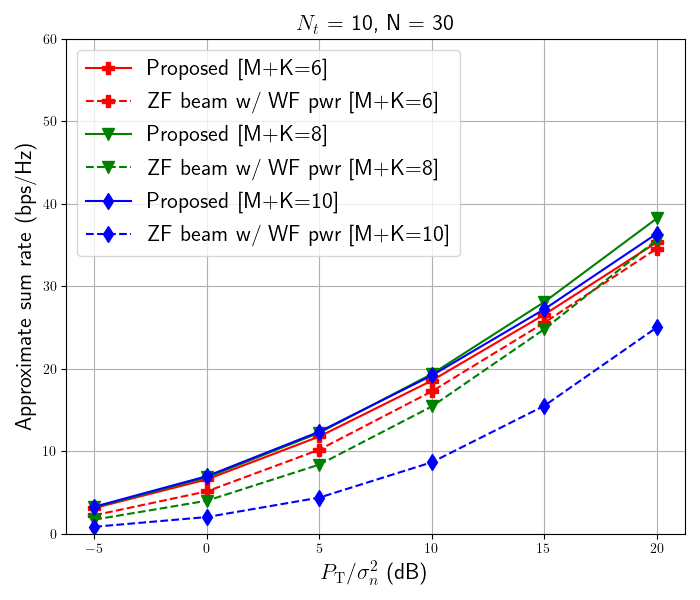 N_t = 10, N = 30
Proposed [M+K=6]
ZF beam w/ WF pwr [M+K=6]
Proposed [M+K=8]
ZF beam w/ WF pwr [M+K=8]
Proposed [M+K=10]
ZF beam w/ WF pwr [M+K=10]
Approximate sum rate (bps/Hz)
60
50
40
30
20
10
0
−5 0 5 10 15 20
P_T/σ_n^2 (dB)